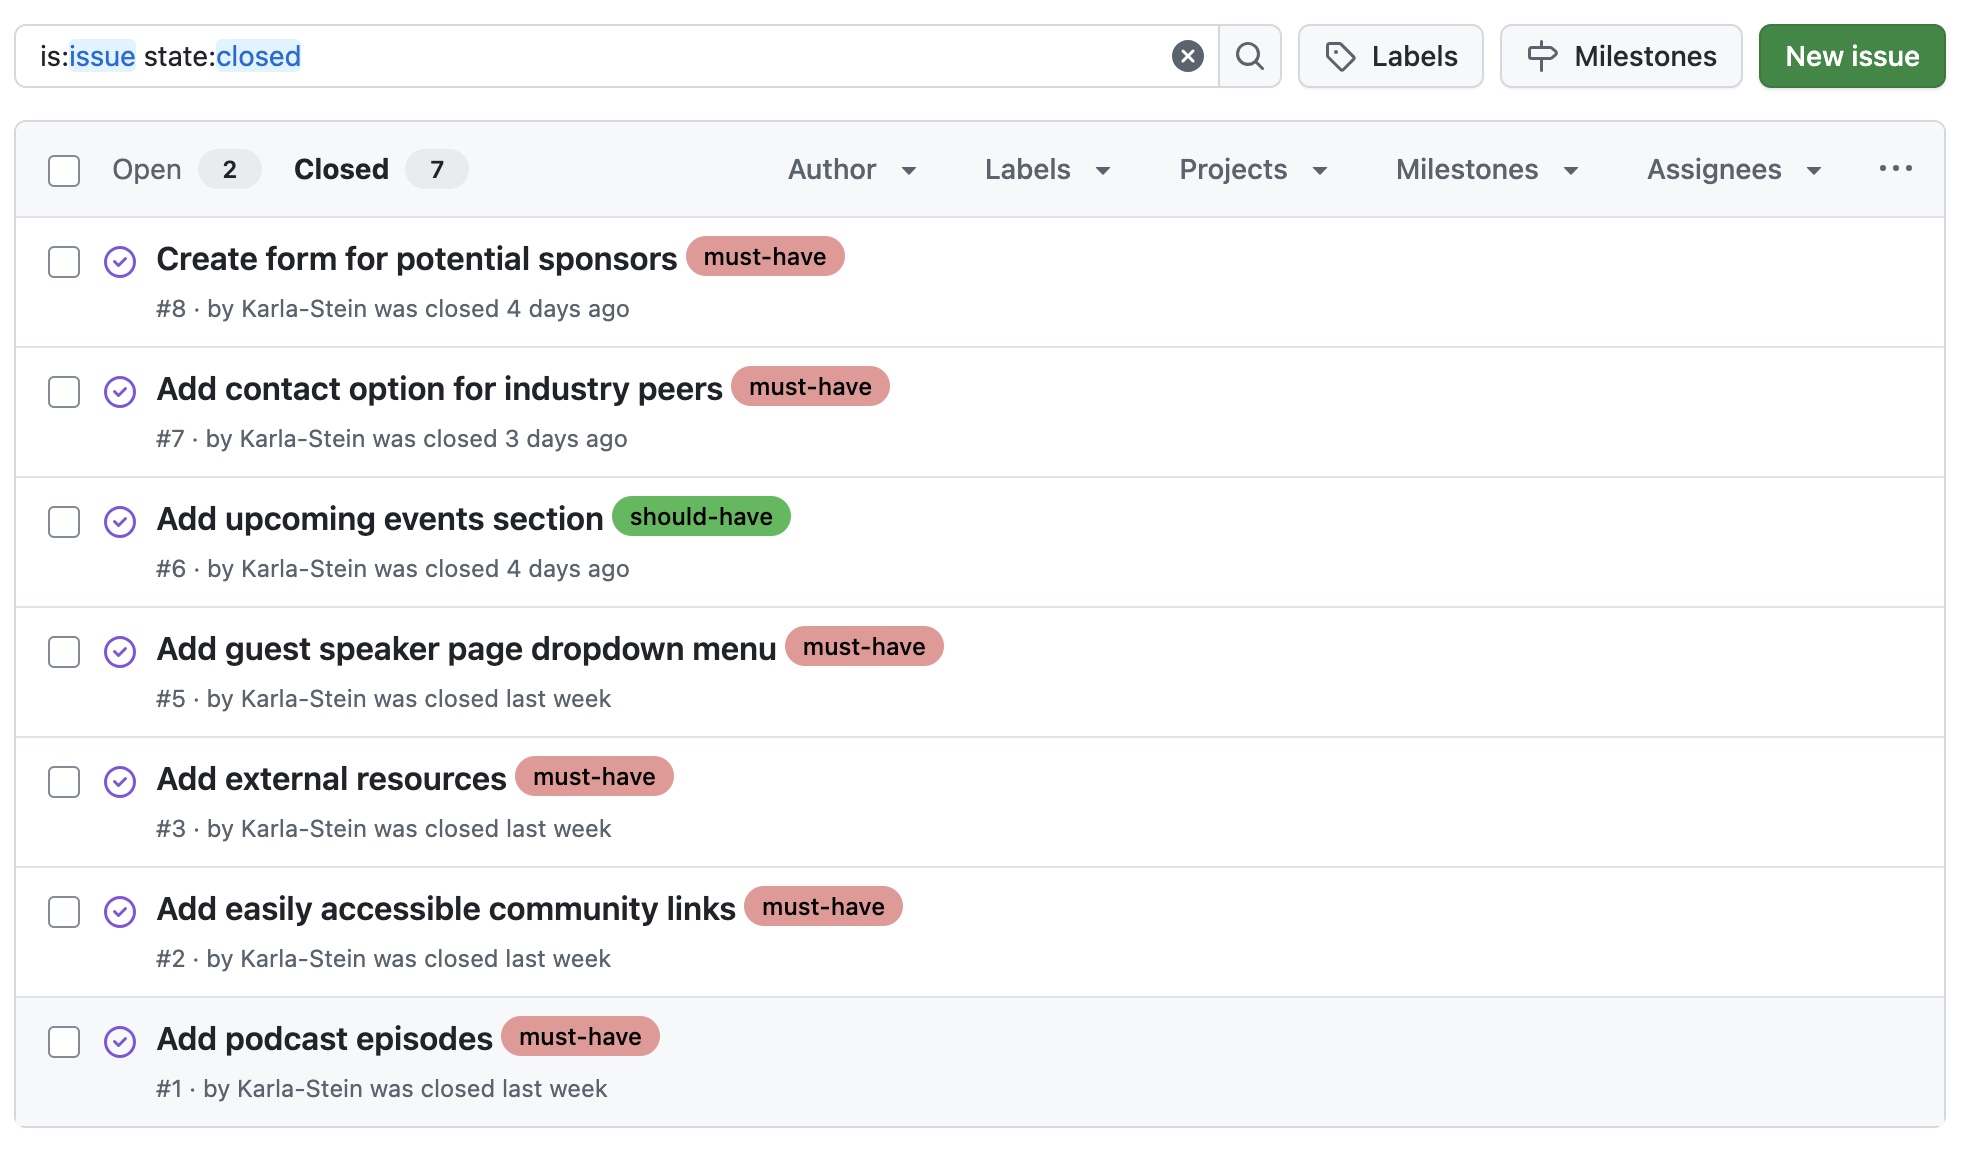 is:issue state:closed
Labels
Milestones
New issue
Open 2 Closed 7 Author Labels Projects Milestones Assignees
Create form for potential sponsors must-have
#8 · by Karla-Stein was closed 4 days ago
Add contact option for industry peers must-have
#7 · by Karla-Stein was closed 3 days ago
Add upcoming events section should-have
#6 · by Karla-Stein was closed 4 days ago
Add guest speaker page dropdown menu must-have
#5 · by Karla-Stein was closed last week
Add external resources must-have
#3 · by Karla-Stein was closed last week
Add easily accessible community links must-have
#2 · by Karla-Stein was closed last week
Add podcast episodes must-have
#1 · by Karla-Stein was closed last week